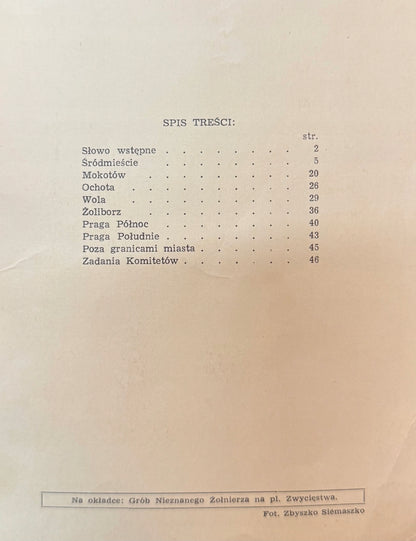 SPIS TREŚCI:
str.
Słowo wstępne . . . . . . . . 2
Śródmieście . . . . . . . . 5
Mokotów . . . . . . . . 20
Ochota . . . . . . . . 26
Wola . . . . . . . . 29
Żoliborz . . . . . . . . 36
Praga Północ . . . . . . . . 40
Praga Południe . . . . . . . . 43
Poza granicami miasta . . . . . . 45
Zadania Komitetów . . . . . . . 46
Na okładce: Grób Nieznanego Żołnierza na pl. Zwycięstwa.
Fot. Zbyszko Siemaszko